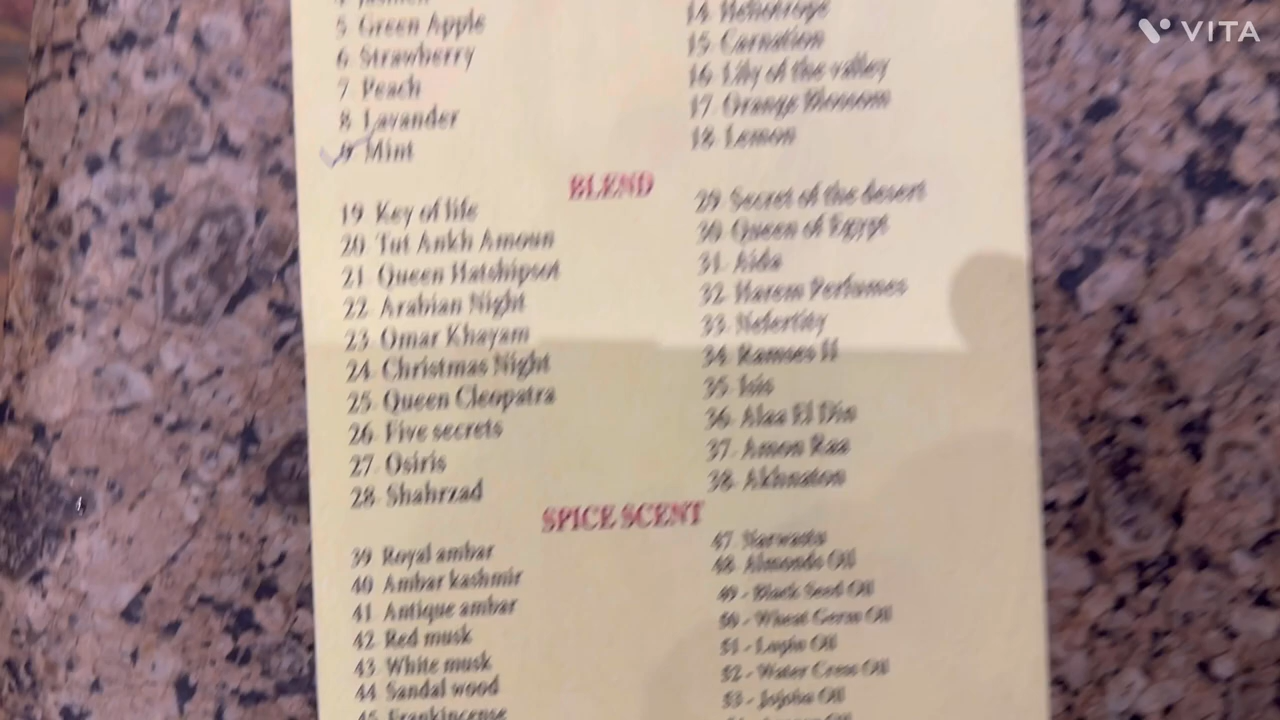 VITA
5 Green Apple
6 Strawberry
7 Peach
8 Lavander
9 Mint
14 Heliotrope
15 Carnation
16 Lily of the valley
17 Orange Blossom
18 Lemon
BLEND
19 Key of life
20 Tut Ankh Amoun
21 Queen Hatshipsot
22 Arabian Night
23 Omar Khayam
24 Christmas Night
25 Queen Cleopatra
26 Five secrets
27 Osiris
28 Shahrzad
29 Secret of the desert
30 Queen of Egypt
31 Aida
32 Harem Perfumes
33 Nefertity
34 Ramses II
35 Isis
36 Alaa El Din
37 Amon Raa
38 Akhnaton
SPICE SCENT
39 Royal ambar
40 Ambar kashmir
41 Antique ambar
42 Red musk
43 White musk
44 Sandal wood
45 Frankincense
47
48 Almonds Oil
49 - Black Seed Oil
50 - Wheat Germ Oil
51 - Oil
52 - Water Cress Oil
53 - Jojoba Oil